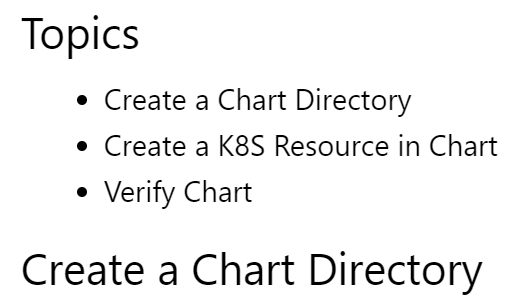 Topics
• Create a Chart Directory
• Create a K8S Resource in Chart
• Verify Chart
Create a Chart Directory